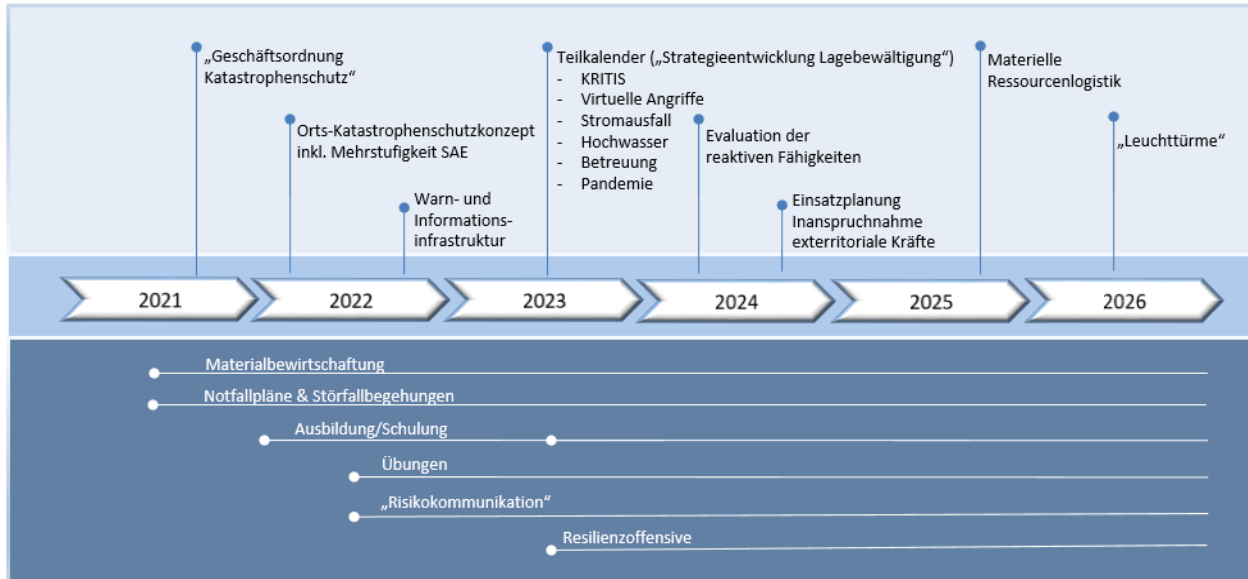 „Geschäftsordnung
Katastrophenschutz“
Orts-Katastrophenschutzkonzept
inkl. Mehrstufigkeit SAE
Warn- und
Informations-
infrastruktur
Teilkalender („Strategieentwicklung Lagebewältigung“)
- KRITIS
- Virtuelle Angriffe
- Stromausfall
- Hochwasser
- Betreuung
- Pandemie
Evaluation der
reaktiven Fähigkeiten
Einsatzplanung
Inanspruchnahme
exterritoriale Kräfte
Materielle
Ressourcenlogistik
„Leuchttürme“
2021
2022
2023
2024
2025
2026
Materialbewirtschaftung
Notfallpläne & Störfallbegehungen
Ausbildung/Schulung
Übungen
„Risikokommunikation“
Resilienzoffensive